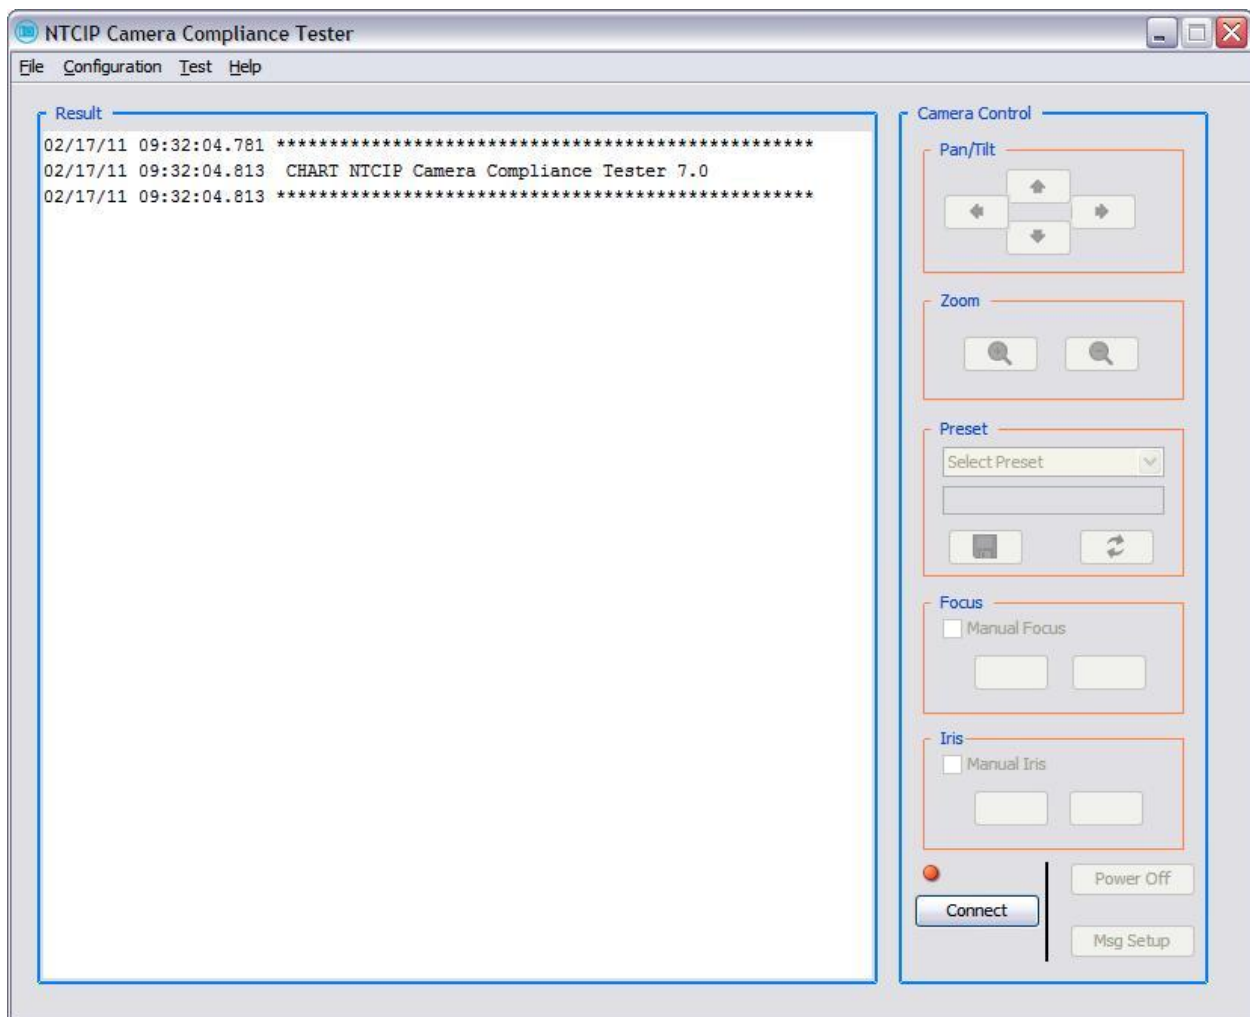 NTCIP Camera Compliance Tester
File Configuration Test Help
Result
02/17/11 09:32:04.781 ***************************************************
02/17/11 09:32:04.813 CHART NTCIP Camera Compliance Tester 7.0
02/17/11 09:32:04.813 ***************************************************
Camera Control
Pan/Tilt
Zoom
Preset
Select Preset
Focus
Manual Focus
Iris
Manual Iris
Power Off
Connect
Msg Setup